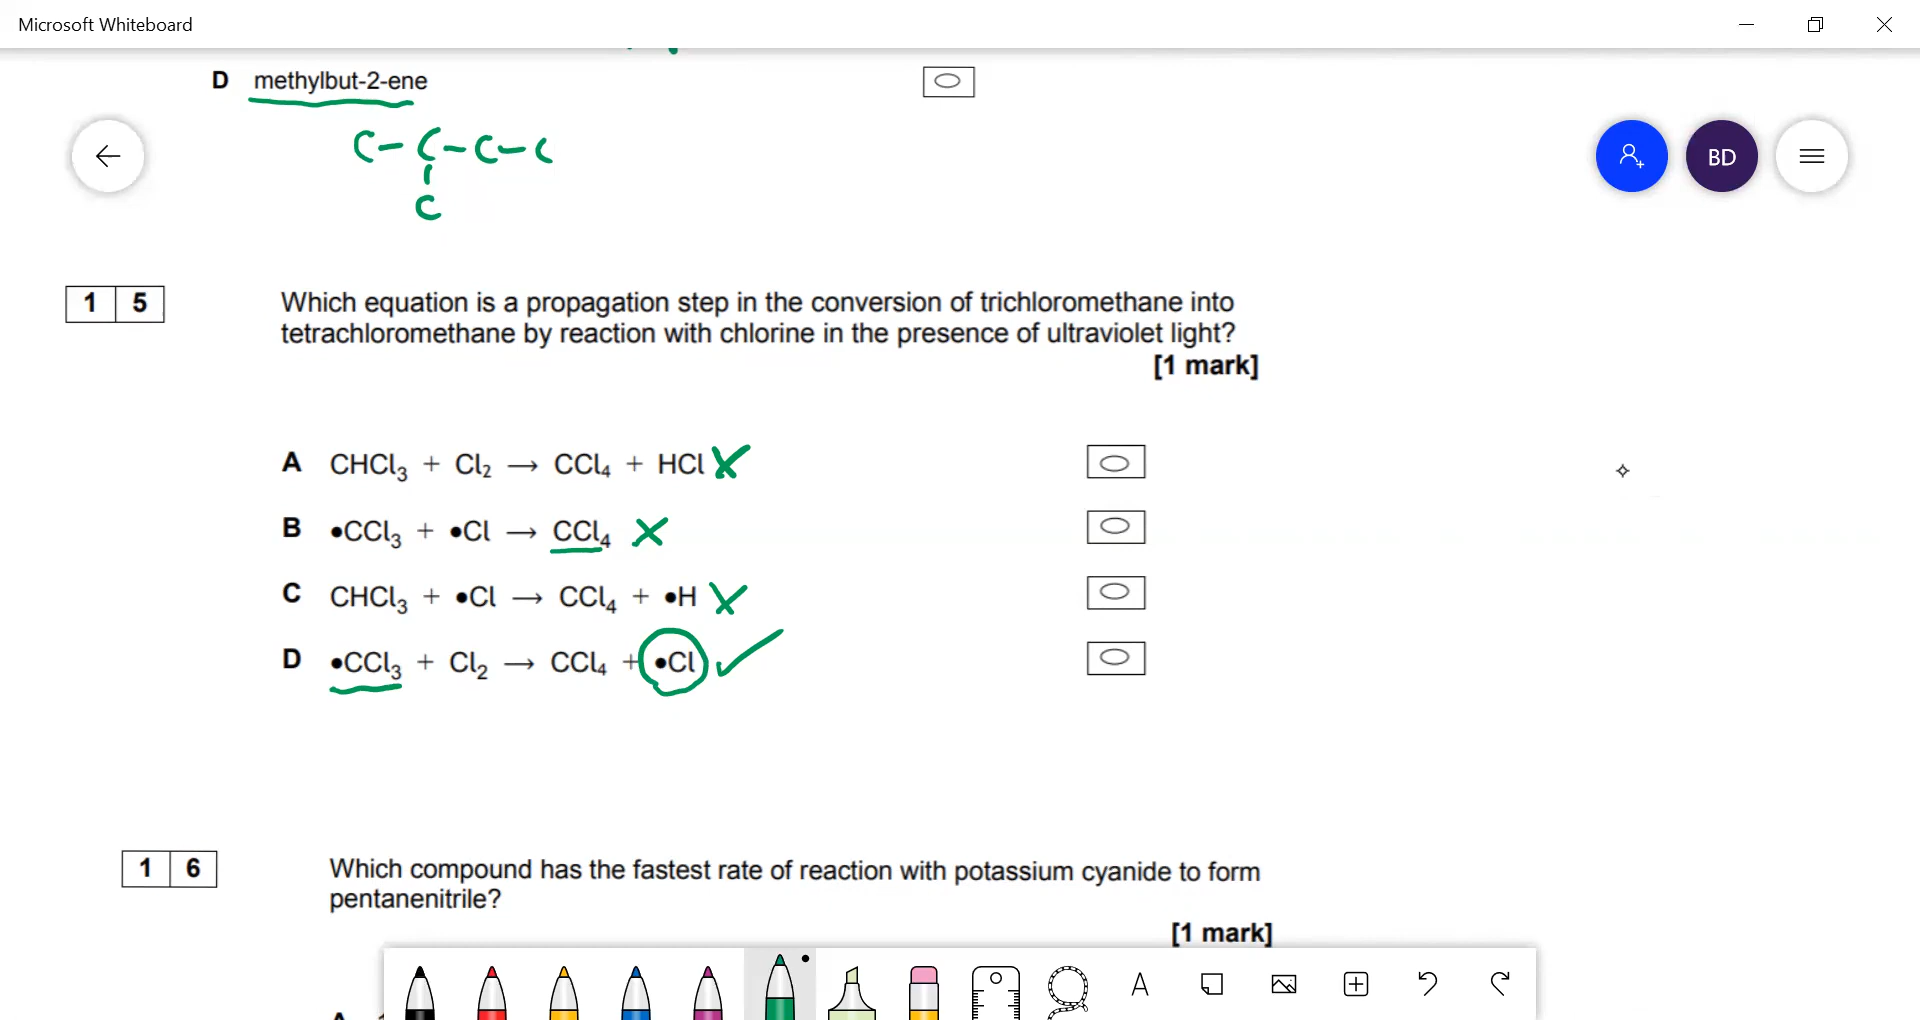 Microsoft Whiteboard
D methylbut-2-ene
C-C-C-C
C
BD
1 5 Which equation is a propagation step in the conversion of trichloromethane into
tetrachloromethane by reaction with chlorine in the presence of ultraviolet light?
[1 mark]
A CHCl₃ + Cl₂ → CCl₄ + HCl ✗
B •CCl₃ + •Cl → CCl₄ ✗
C CHCl₃ + •Cl → CCl₄ + •H ✗
D •CCl₃ + Cl₂ → CCl₄ + •Cl ✓
1 6 Which compound has the fastest rate of reaction with potassium cyanide to form
pentanenitrile?
[1 mark]
A